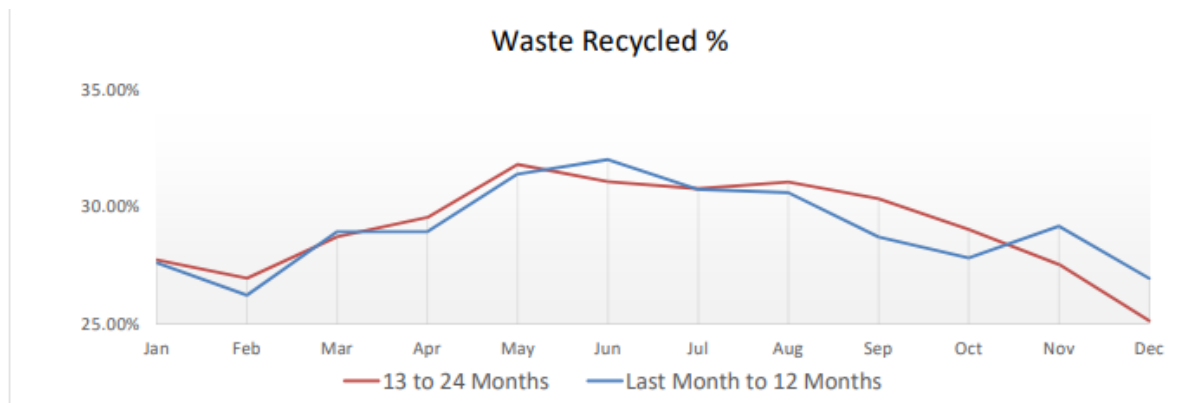 Waste Recycled %
35.00%
30.00%
25.00%
Jan Feb Mar Apr May Jun Jul Aug Sep Oct Nov Dec
13 to 24 Months Last Month to 12 Months